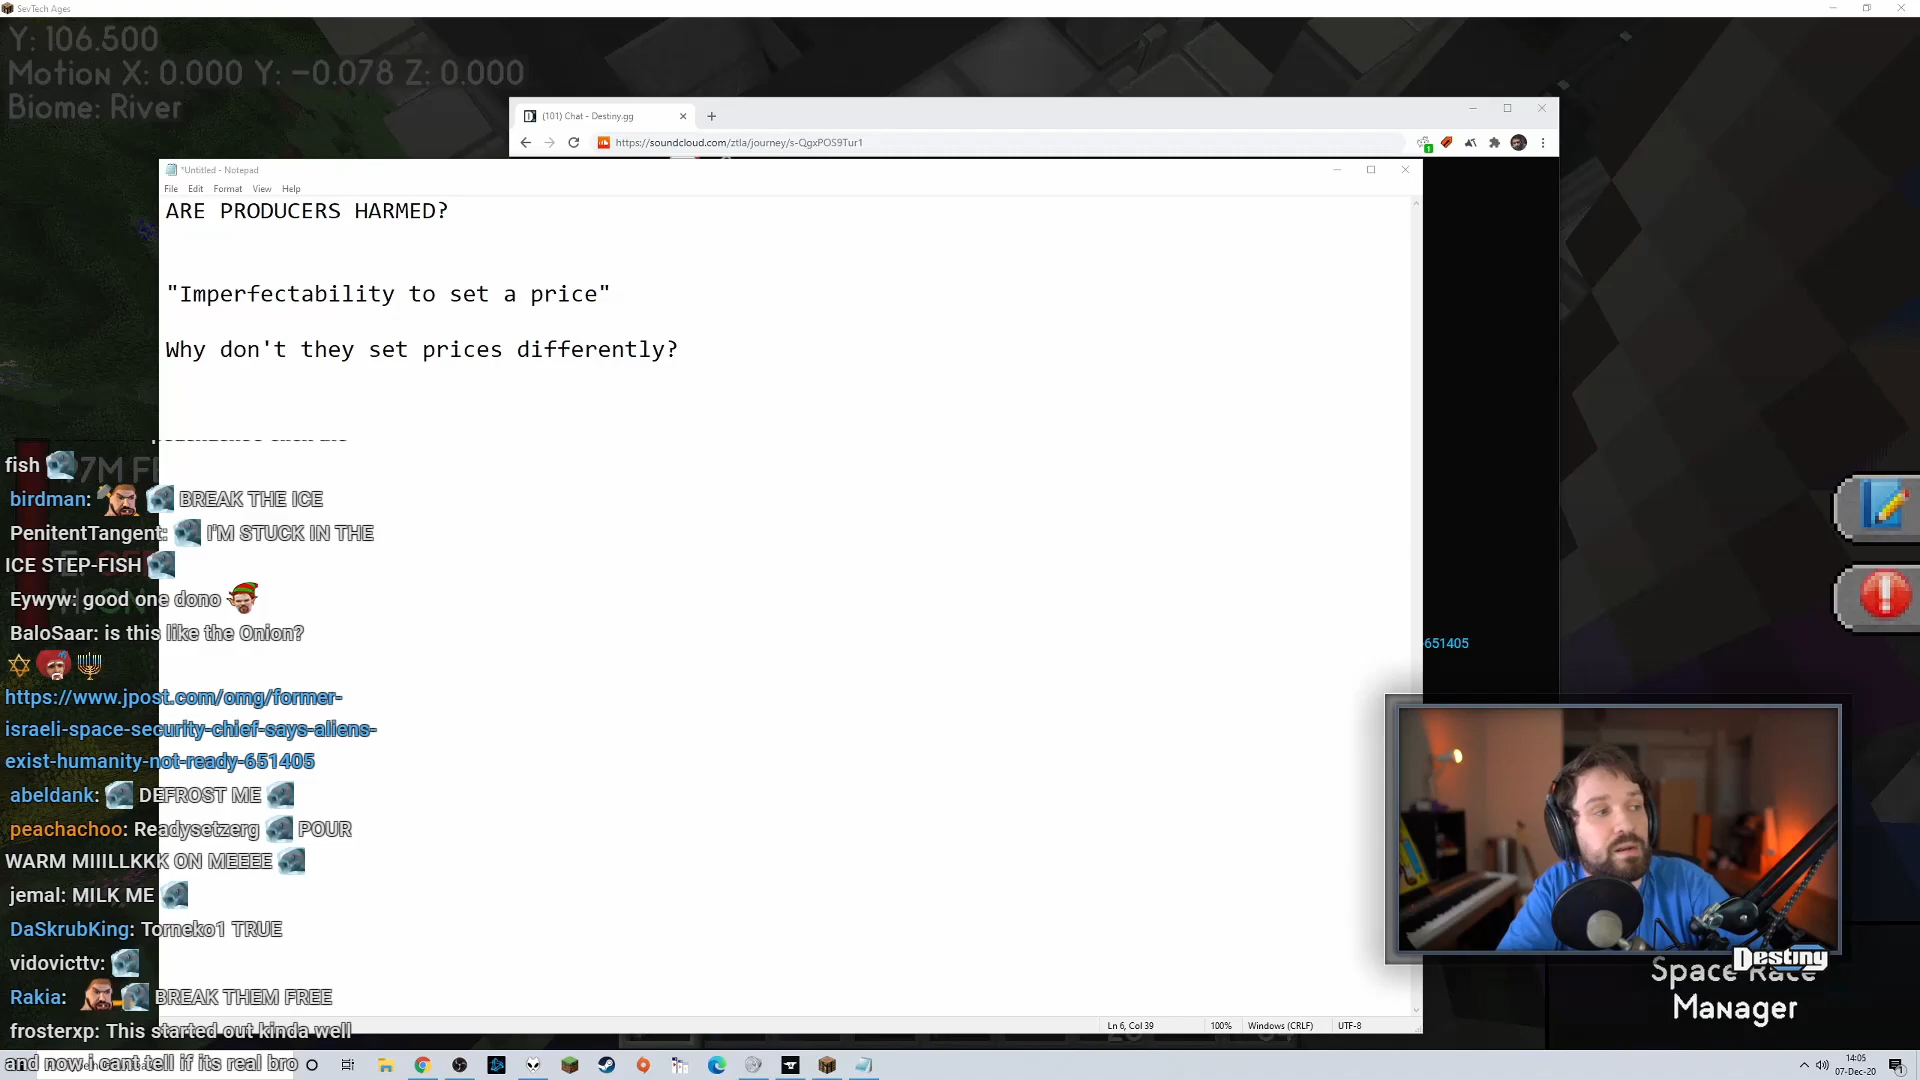 SevTech Ages
Y: 106.500
Motion X: 0.000 Y: -0.078 Z: 0.000
Biome: River
(101) Chat - Destiny.gg
https://soundcloud.com/ztla/journey/s-QgxPOS9Tur1
1
*Untitled - Notepad
File Edit Format View Help
ARE PRODUCERS HARMED?
"Imperfectability to set a price"
Why don't they set prices differently?
fish
birdman: BREAK THE ICE
PenitentTangent: I'M STUCK IN THE
ICE STEP-FISH
Eywyw: good one dono
BaloSaar: is this like the Onion?
https://www.jpost.com/omg/former-
israeli-space-security-chief-says-aliens-
exist-humanity-not-ready-651405
abeldank: DEFROST ME
peachachoo: Readysetzerg POUR
WARM MIIILLKKK ON MEEEE
jemal: MILK ME
DaSkrubKing: Torneko1 TRUE
vidovicttv:
Rakia: BREAK THEM FREE
frosterxp: This started out kinda well
and now i cant tell if its real bro
-651405
Destiny
Space Race
Manager
Ln 6, Col 39 100% Windows (CRLF) UTF-8
14:05
07-Dec-20
1